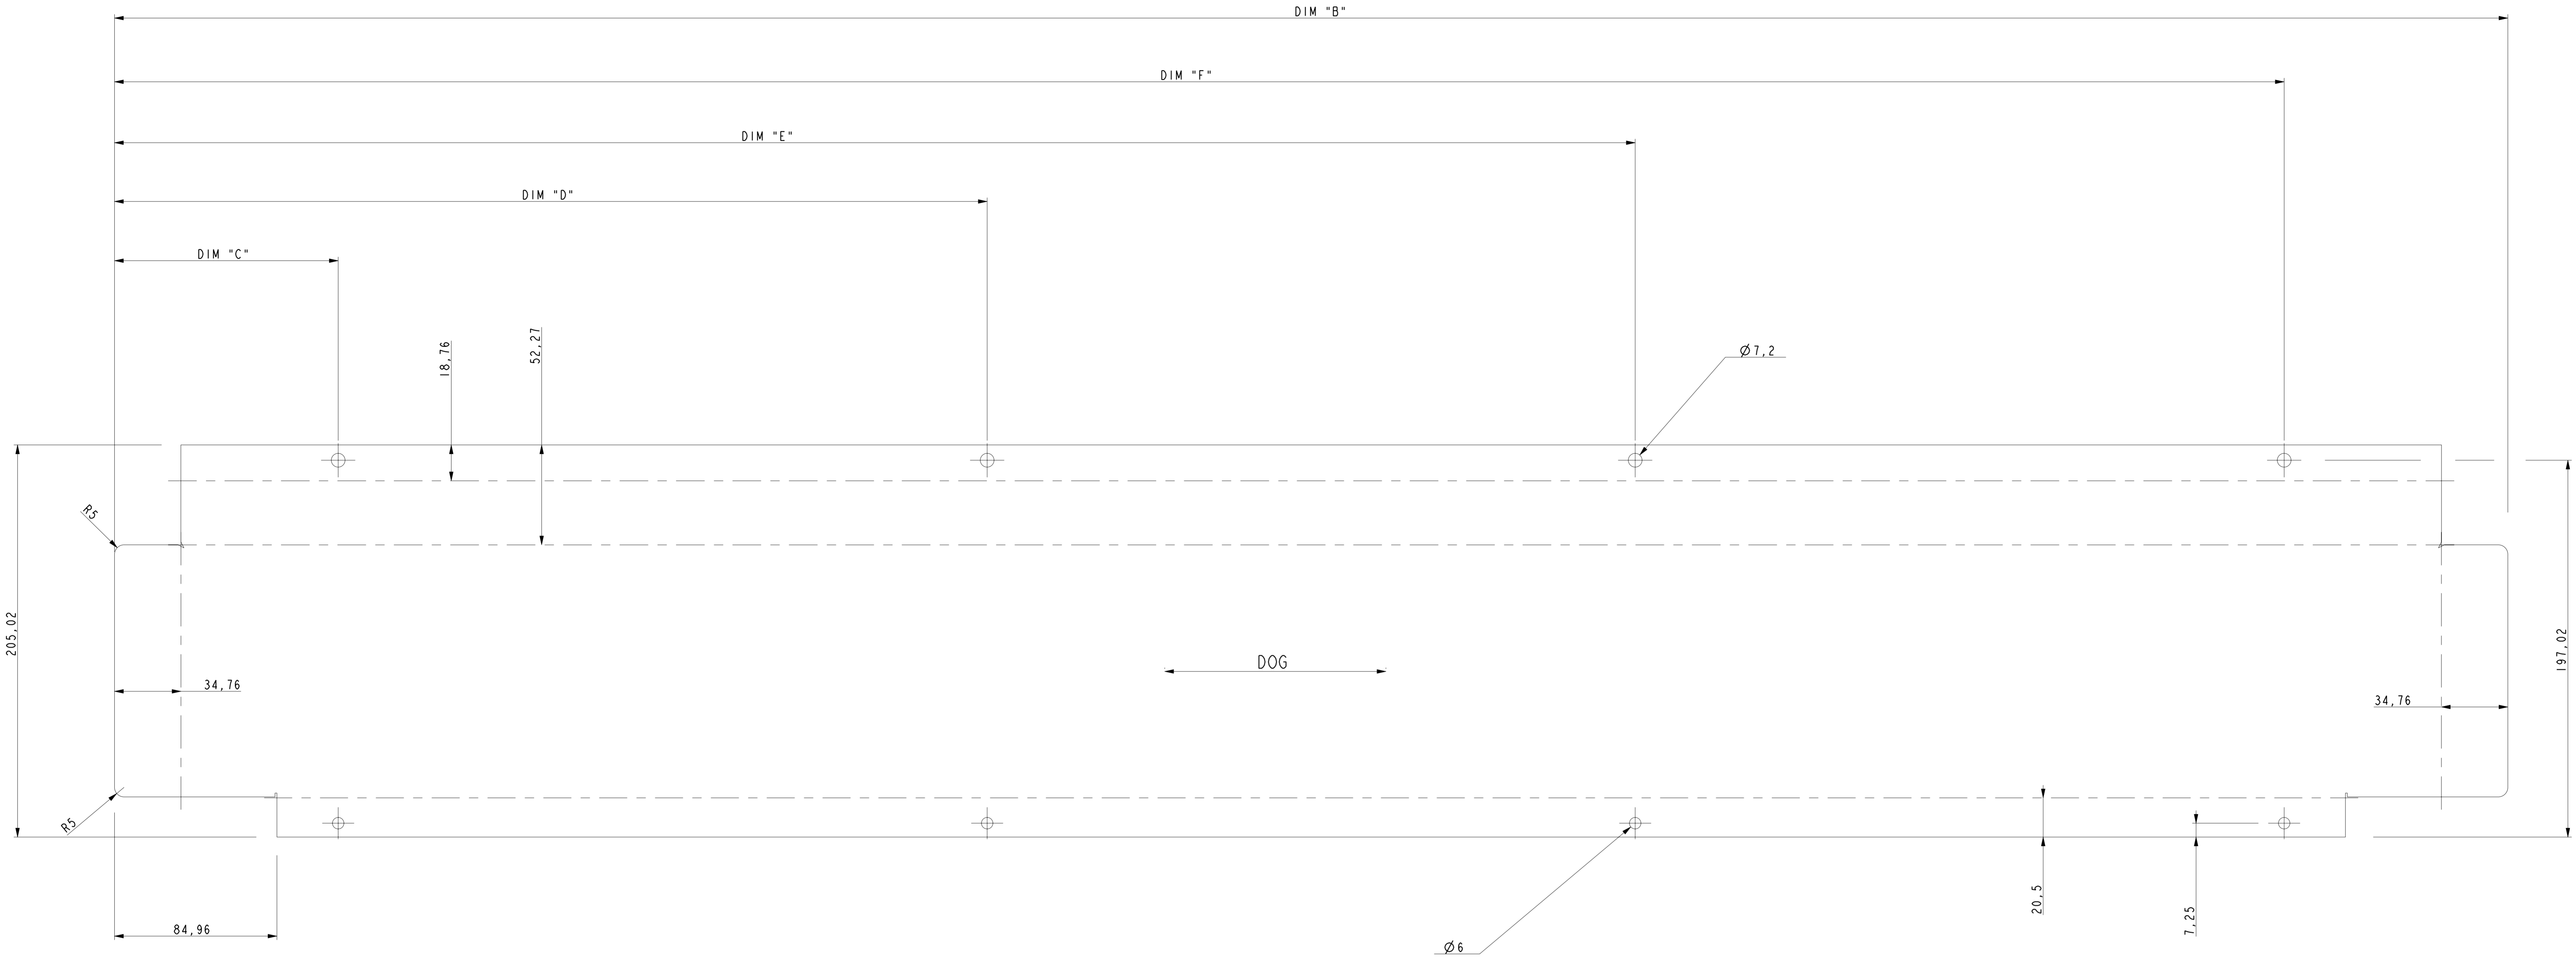 DIM "B"
DIM "F"
DIM "E"
DIM "D"
DIM "C"
18,76
52,27
Ø7,2
R5
205,02
197,02
DOG
34,76
34,76
R5
20,5
7,25
84,96
Ø6